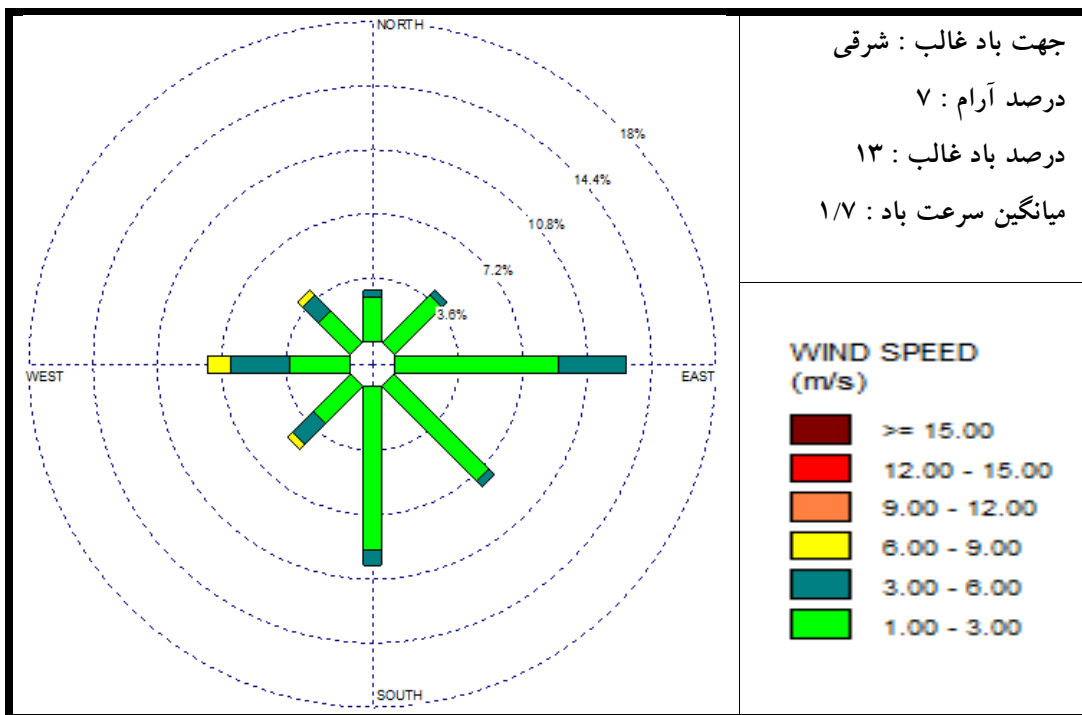 NORTH
18%
14.4%
10.8%
7.2%
3.6%
WEST
EAST
SOUTH
جهت باد غالب : شرقی
درصد آرام : ۷
درصد باد غالب : ۱۳
میانگین سرعت باد : ۱/۷
WIND SPEED
(m/s)
>= 15.00
12.00 - 15.00
9.00 - 12.00
6.00 - 9.00
3.00 - 6.00
1.00 - 3.00